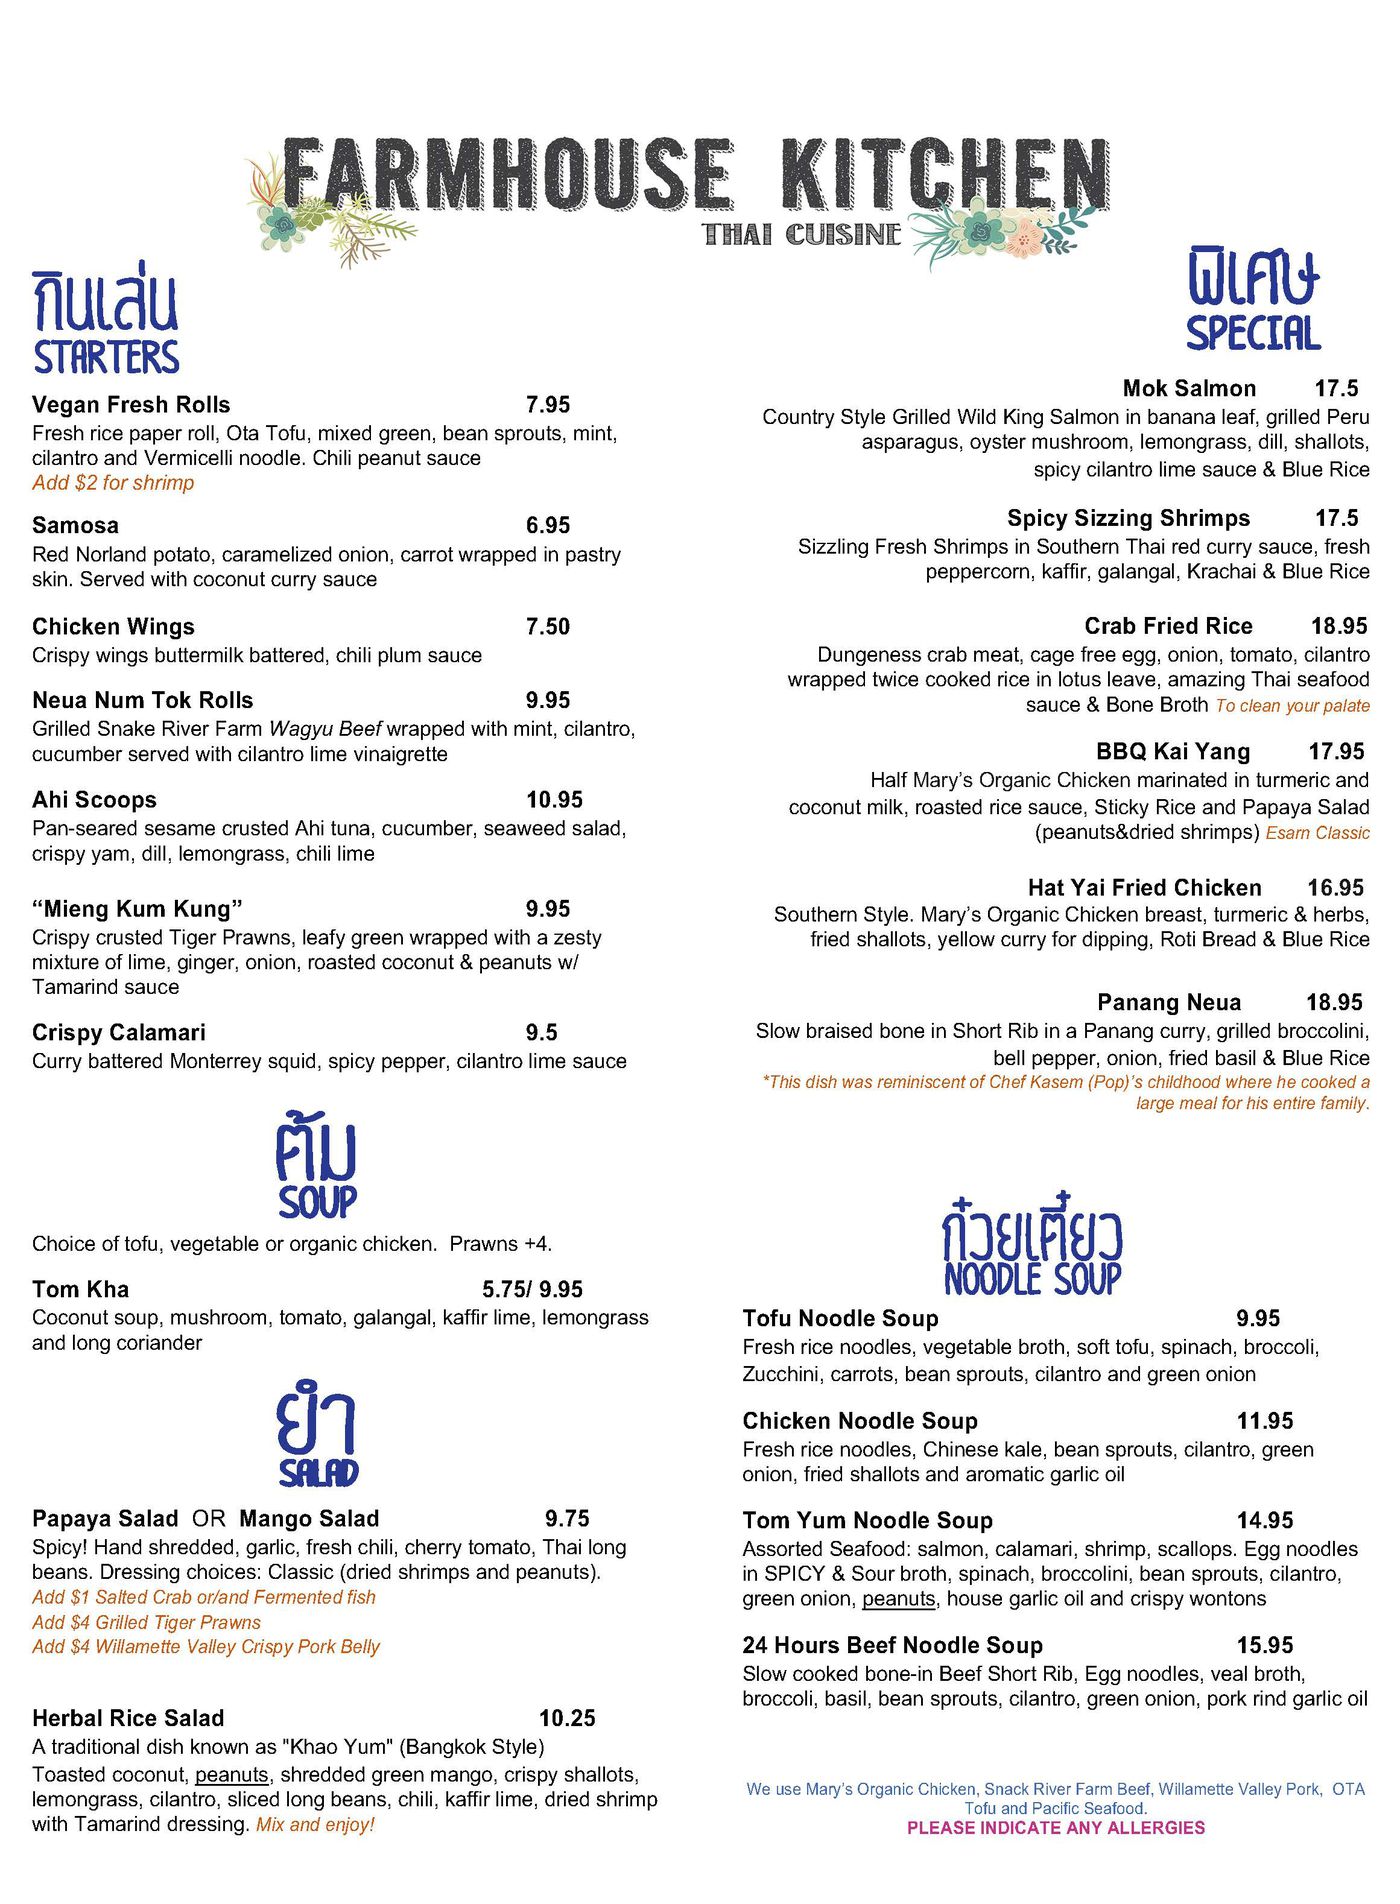 FARMHOUSE KITCHEN
THAI CUISINE
กินเล่น
STARTERS
Vegan Fresh Rolls 7.95
Fresh rice paper roll, Ota Tofu, mixed green, bean sprouts, mint,
cilantro and Vermicelli noodle. Chili peanut sauce
Add $2 for shrimp
Samosa 6.95
Red Norland potato, caramelized onion, carrot wrapped in pastry
skin. Served with coconut curry sauce
Chicken Wings 7.50
Crispy wings buttermilk battered, chili plum sauce
Neua Num Tok Rolls 9.95
Grilled Snake River Farm Wagyu Beef wrapped with mint, cilantro,
cucumber served with cilantro lime vinaigrette
Ahi Scoops 10.95
Pan-seared sesame crusted Ahi tuna, cucumber, seaweed salad,
crispy yam, dill, lemongrass, chili lime
“Mieng Kum Kung” 9.95
Crispy crusted Tiger Prawns, leafy green wrapped with a zesty
mixture of lime, ginger, onion, roasted coconut & peanuts w/
Tamarind sauce
Crispy Calamari 9.5
Curry battered Monterrey squid, spicy pepper, cilantro lime sauce
ต้ม
SOUP
Choice of tofu, vegetable or organic chicken. Prawns +4.
Tom Kha 5.75/ 9.95
Coconut soup, mushroom, tomato, galangal, kaffir lime, lemongrass
and long coriander
ยำ
SALAD
Papaya Salad OR Mango Salad 9.75
Spicy! Hand shredded, garlic, fresh chili, cherry tomato, Thai long
beans. Dressing choices: Classic (dried shrimps and peanuts).
Add $1 Salted Crab or/and Fermented fish
Add $4 Grilled Tiger Prawns
Add $4 Willamette Valley Crispy Pork Belly
Herbal Rice Salad 10.25
A traditional dish known as "Khao Yum" (Bangkok Style)
Toasted coconut, peanuts, shredded green mango, crispy shallots,
lemongrass, cilantro, sliced long beans, chili, kaffir lime, dried shrimp
with Tamarind dressing. Mix and enjoy!
พิเศษ
SPECIAL
Mok Salmon 17.5
Country Style Grilled Wild King Salmon in banana leaf, grilled Peru
asparagus, oyster mushroom, lemongrass, dill, shallots,
spicy cilantro lime sauce & Blue Rice
Spicy Sizzing Shrimps 17.5
Sizzling Fresh Shrimps in Southern Thai red curry sauce, fresh
peppercorn, kaffir, galangal, Krachai & Blue Rice
Crab Fried Rice 18.95
Dungeness crab meat, cage free egg, onion, tomato, cilantro
wrapped twice cooked rice in lotus leave, amazing Thai seafood
sauce & Bone Broth To clean your palate
BBQ Kai Yang 17.95
Half Mary’s Organic Chicken marinated in turmeric and
coconut milk, roasted rice sauce, Sticky Rice and Papaya Salad
(peanuts&dried shrimps) Esarn Classic
Hat Yai Fried Chicken 16.95
Southern Style. Mary’s Organic Chicken breast, turmeric & herbs,
fried shallots, yellow curry for dipping, Roti Bread & Blue Rice
Panang Neua 18.95
Slow braised bone in Short Rib in a Panang curry, grilled broccolini,
bell pepper, onion, fried basil & Blue Rice
*This dish was reminiscent of Chef Kasem (Pop)’s childhood where he cooked a
large meal for his entire family.
ก๋วยเตี๋ยว
NOODLE SOUP
Tofu Noodle Soup 9.95
Fresh rice noodles, vegetable broth, soft tofu, spinach, broccoli,
Zucchini, carrots, bean sprouts, cilantro and green onion
Chicken Noodle Soup 11.95
Fresh rice noodles, Chinese kale, bean sprouts, cilantro, green
onion, fried shallots and aromatic garlic oil
Tom Yum Noodle Soup 14.95
Assorted Seafood: salmon, calamari, shrimp, scallops. Egg noodles
in SPICY & Sour broth, spinach, broccolini, bean sprouts, cilantro,
green onion, peanuts, house garlic oil and crispy wontons
24 Hours Beef Noodle Soup 15.95
Slow cooked bone-in Beef Short Rib, Egg noodles, veal broth,
broccoli, basil, bean sprouts, cilantro, green onion, pork rind garlic oil
We use Mary’s Organic Chicken, Snack River Farm Beef, Willamette Valley Pork, OTA
Tofu and Pacific Seafood.
PLEASE INDICATE ANY ALLERGIES